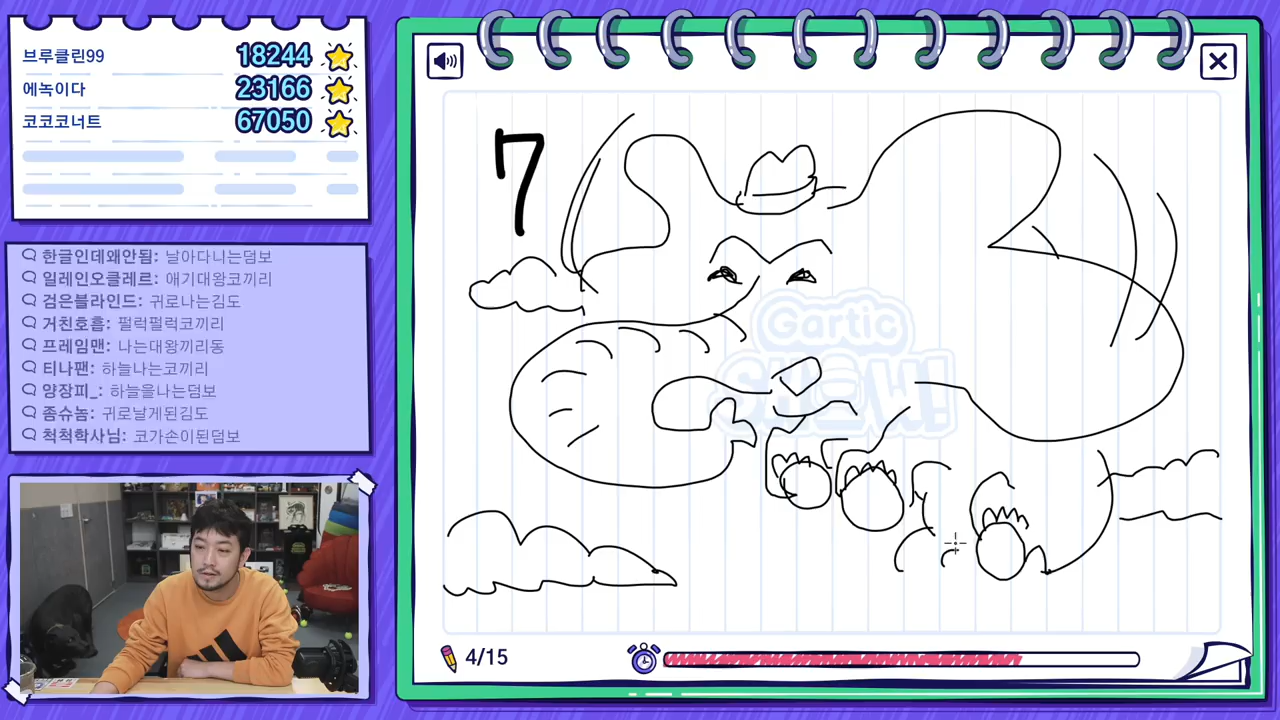 브루클린99 18244
에녹이다 23166
코코코너트 67050
7
한글인데왜안됨: 날아다니는덤보
일레인오클레르: 애기대왕코끼리
검은블라인드: 귀로나는김도
거친호흡: 펄럭펄럭코끼리
프레임맨: 나는대왕끼리동
티나팬: 하늘나는코끼리
양장피_: 하늘을나는덤보
좀슈놈: 귀로날게된김도
척척학사님: 코가손이된덤보
Gartic
SHOW!
4/15